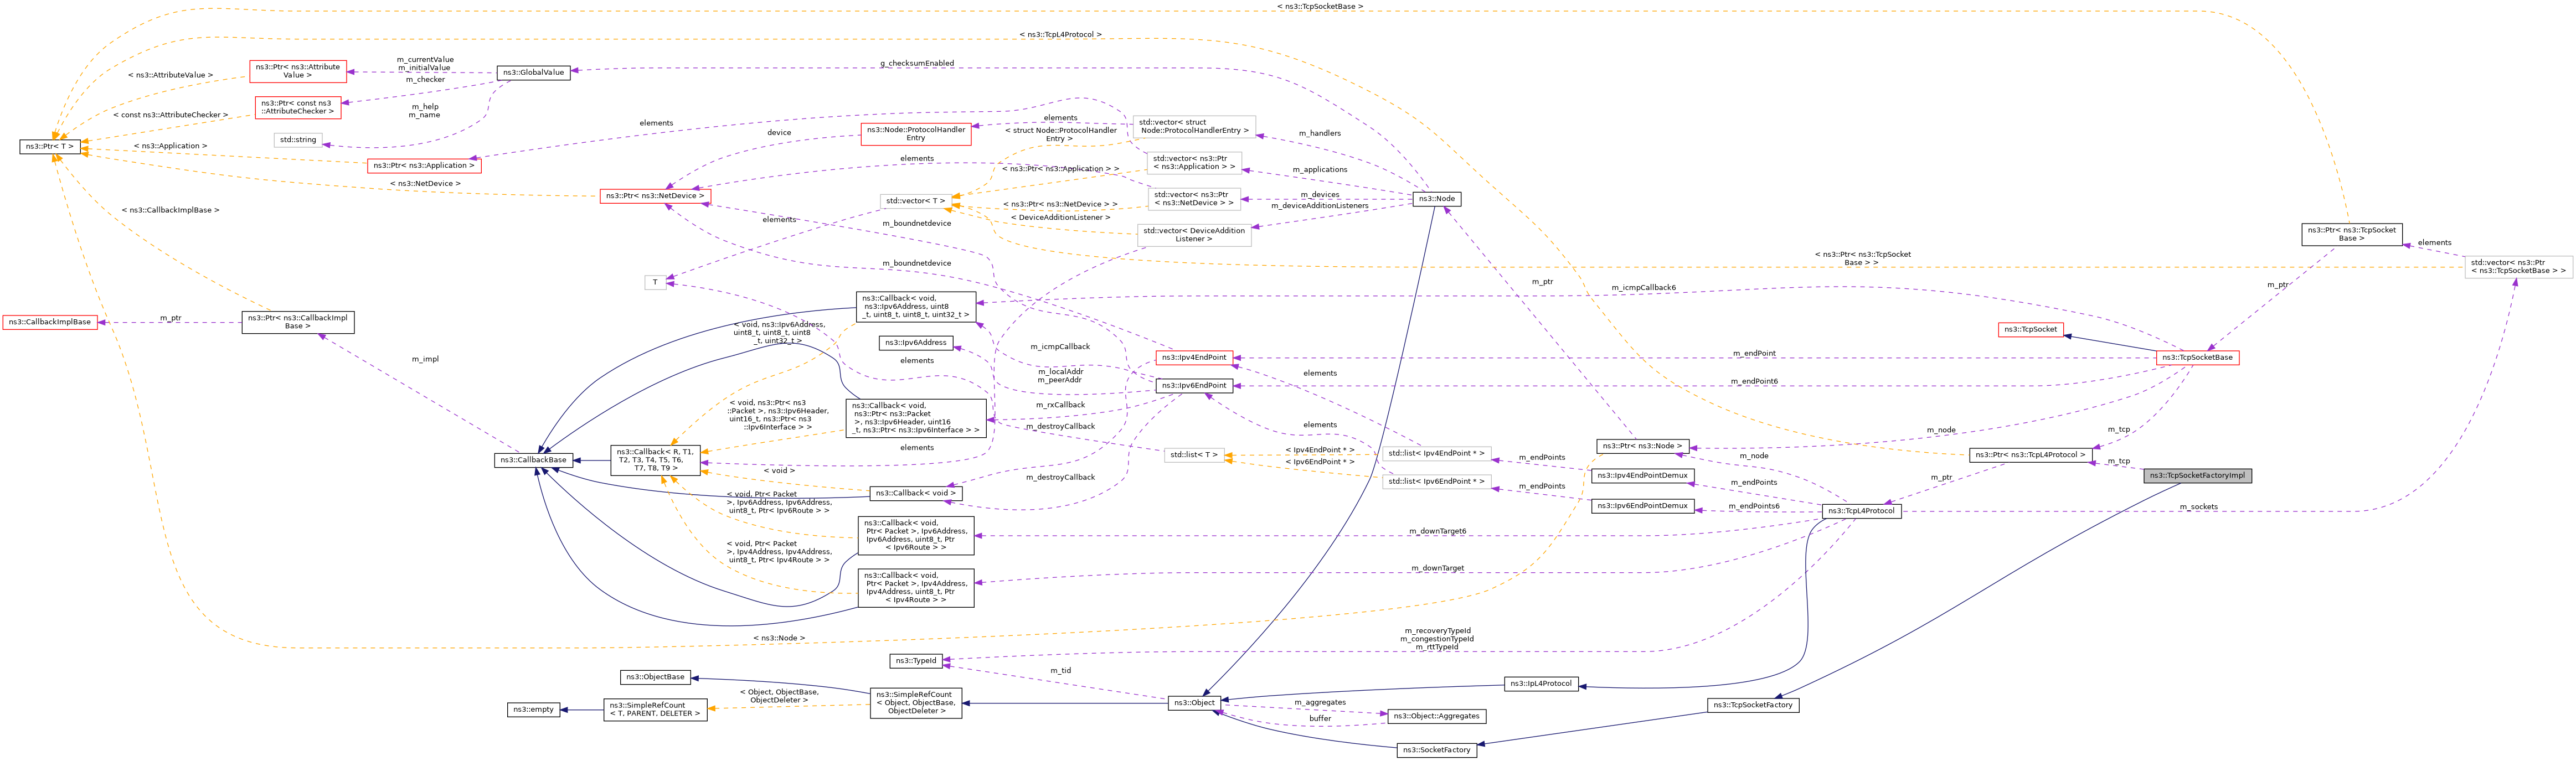 < ns3::TcpSocketBase >
< ns3::TcpL4Protocol >
m_currentValue
m_initialValue
g_checksumEnabled
ns3::Ptr< ns3::Attribute
Value >
< ns3::AttributeValue >
ns3::GlobalValue
m_checker
ns3::Ptr< const ns3
::AttributeChecker >
m_help
m_name
< const ns3::AttributeChecker >
elements
elements
std::vector< struct
Node::ProtocolHandlerEntry >
ns3::Node::ProtocolHandler
Entry
device
< struct Node::ProtocolHandler
Entry >
m_handlers
std::string
ns3::Ptr< T >
< ns3::Application >
ns3::Ptr< ns3::Application >
elements
std::vector< ns3::Ptr
< ns3::Application > >
< ns3::Ptr< ns3::Application > >
m_applications
< ns3::NetDevice >
ns3::Ptr< ns3::NetDevice >
std::vector< T >
std::vector< ns3::Ptr
< ns3::NetDevice > >
m_devices
ns3::Node
< ns3::Ptr< ns3::NetDevice > >
m_deviceAdditionListeners
< ns3::CallbackImplBase >
elements
m_boundnetdevice
< DeviceAdditionListener >
std::vector< DeviceAddition
Listener >
ns3::Ptr< ns3::TcpSocket
Base >
elements
< ns3::Ptr< ns3::TcpSocket
Base > >
std::vector< ns3::Ptr
< ns3::TcpSocketBase > >
m_boundnetdevice
T
m_ptr
m_icmpCallback6
m_ptr
ns3::Callback< void,
ns3::Ipv6Address, uint8
_t, uint8_t, uint8_t, uint32_t >
ns3::CallbackImplBase
m_ptr
ns3::Ptr< ns3::CallbackImpl
Base >
< void, ns3::Ipv6Address,
uint8_t, uint8_t, uint8
_t, uint32_t >
ns3::Ipv6Address
m_icmpCallback
ns3::TcpSocket
m_impl
elements
ns3::Ipv4EndPoint
m_endPoint
ns3::TcpSocketBase
m_localAddr
m_peerAddr
elements
ns3::Ipv6EndPoint
m_endPoint6
< void, ns3::Ptr< ns3
::Packet >, ns3::Ipv6Header,
uint16_t, ns3::Ptr< ns3
::Ipv6Interface > >
ns3::Callback< void,
ns3::Ptr< ns3::Packet
>, ns3::Ipv6Header, uint16
_t, ns3::Ptr< ns3::Ipv6Interface > >
m_rxCallback
m_destroyCallback
elements
m_node
m_tcp
ns3::CallbackBase
ns3::Callback< R, T1,
T2, T3, T4, T5, T6,
T7, T8, T9 >
elements
std::list< T >
< Ipv4EndPoint * >
std::list< Ipv4EndPoint * >
m_endPoints
ns3::Ptr< ns3::Node >
m_node
ns3::Ptr< ns3::TcpL4Protocol >
m_tcp
< void >
< Ipv6EndPoint * >
std::list< Ipv6EndPoint * >
ns3::Ipv4EndPointDemux
m_endPoints
m_ptr
ns3::TcpSocketFactoryImpl
m_destroyCallback
m_endPoints
ns3::Callback< void >
< void, Ptr< Packet
>, Ipv6Address, Ipv6Address,
uint8_t, Ptr< Ipv6Route > >
ns3::Ipv6EndPointDemux
m_endPoints6
ns3::TcpL4Protocol
m_sockets
ns3::Callback< void,
Ptr< Packet >, Ipv6Address,
Ipv6Address, uint8_t, Ptr
< Ipv6Route > >
m_downTarget6
< void, Ptr< Packet
>, Ipv4Address, Ipv4Address,
uint8_t, Ptr< Ipv4Route > >
m_downTarget
ns3::Callback< void,
Ptr< Packet >, Ipv4Address,
Ipv4Address, uint8_t, Ptr
< Ipv4Route > >
< ns3::Node >
m_recoveryTypeId
m_congestionTypeId
m_rttTypeId
ns3::TypeId
m_tid
ns3::ObjectBase
ns3::IpL4Protocol
< Object, ObjectBase,
ObjectDeleter >
ns3::SimpleRefCount
< Object, ObjectBase,
ObjectDeleter >
ns3::Object
m_aggregates
ns3::TcpSocketFactory
ns3::empty
ns3::SimpleRefCount
< T, PARENT, DELETER >
buffer
ns3::Object::Aggregates
ns3::SocketFactory